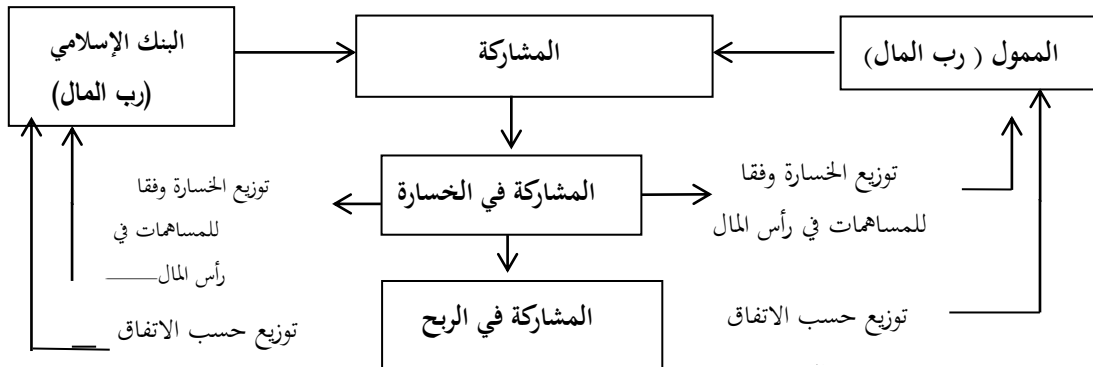 الممول ( رب المال)
المشاركة
البنك الإسلامي
(رب المال)
المشاركة في الخسارة
توزيع الخسارة وفقا
للمساهمات في رأس المال
توزيع الخسارة وفقا
للمساهمات في
رأس المال
المشاركة في الربح
توزيع حسب الاتفاق
توزيع حسب الاتفاق